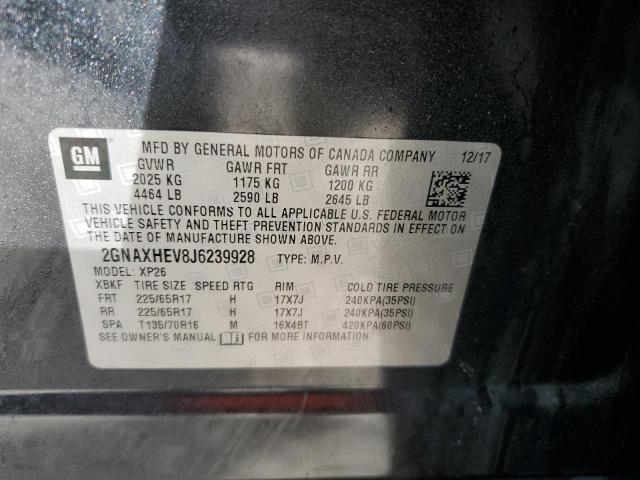 GM
MFD BY GENERAL MOTORS OF CANADA COMPANY 12/17
GVWR GAWR FRT GAWR RR
2025 KG 1175 KG 1200 KG
4464 LB 2590 LB 2645 LB
THIS VEHICLE CONFORMS TO ALL APPLICABLE U.S. FEDERAL MOTOR
VEHICLE SAFETY AND THEFT PREVENTION STANDARDS IN EFFECT ON
THE DATE OF MANUFACTURE SHOWN ABOVE.
2GNAXHEV8J6239928 TYPE: M.P.V.
MODEL: XP26
XBKF TIRE SIZE SPEED RTG RIM COLD TIRE PRESSURE
FRT 225/65R17 H 17X7J 240KPA(35PSI)
RR 225/65R17 H 17X7J 240KPA(35PSI)
SPA T135/70R16 M 16X4BT 420KPA(60PSI)
SEE OWNER'S MANUAL FOR MORE INFORMATION.